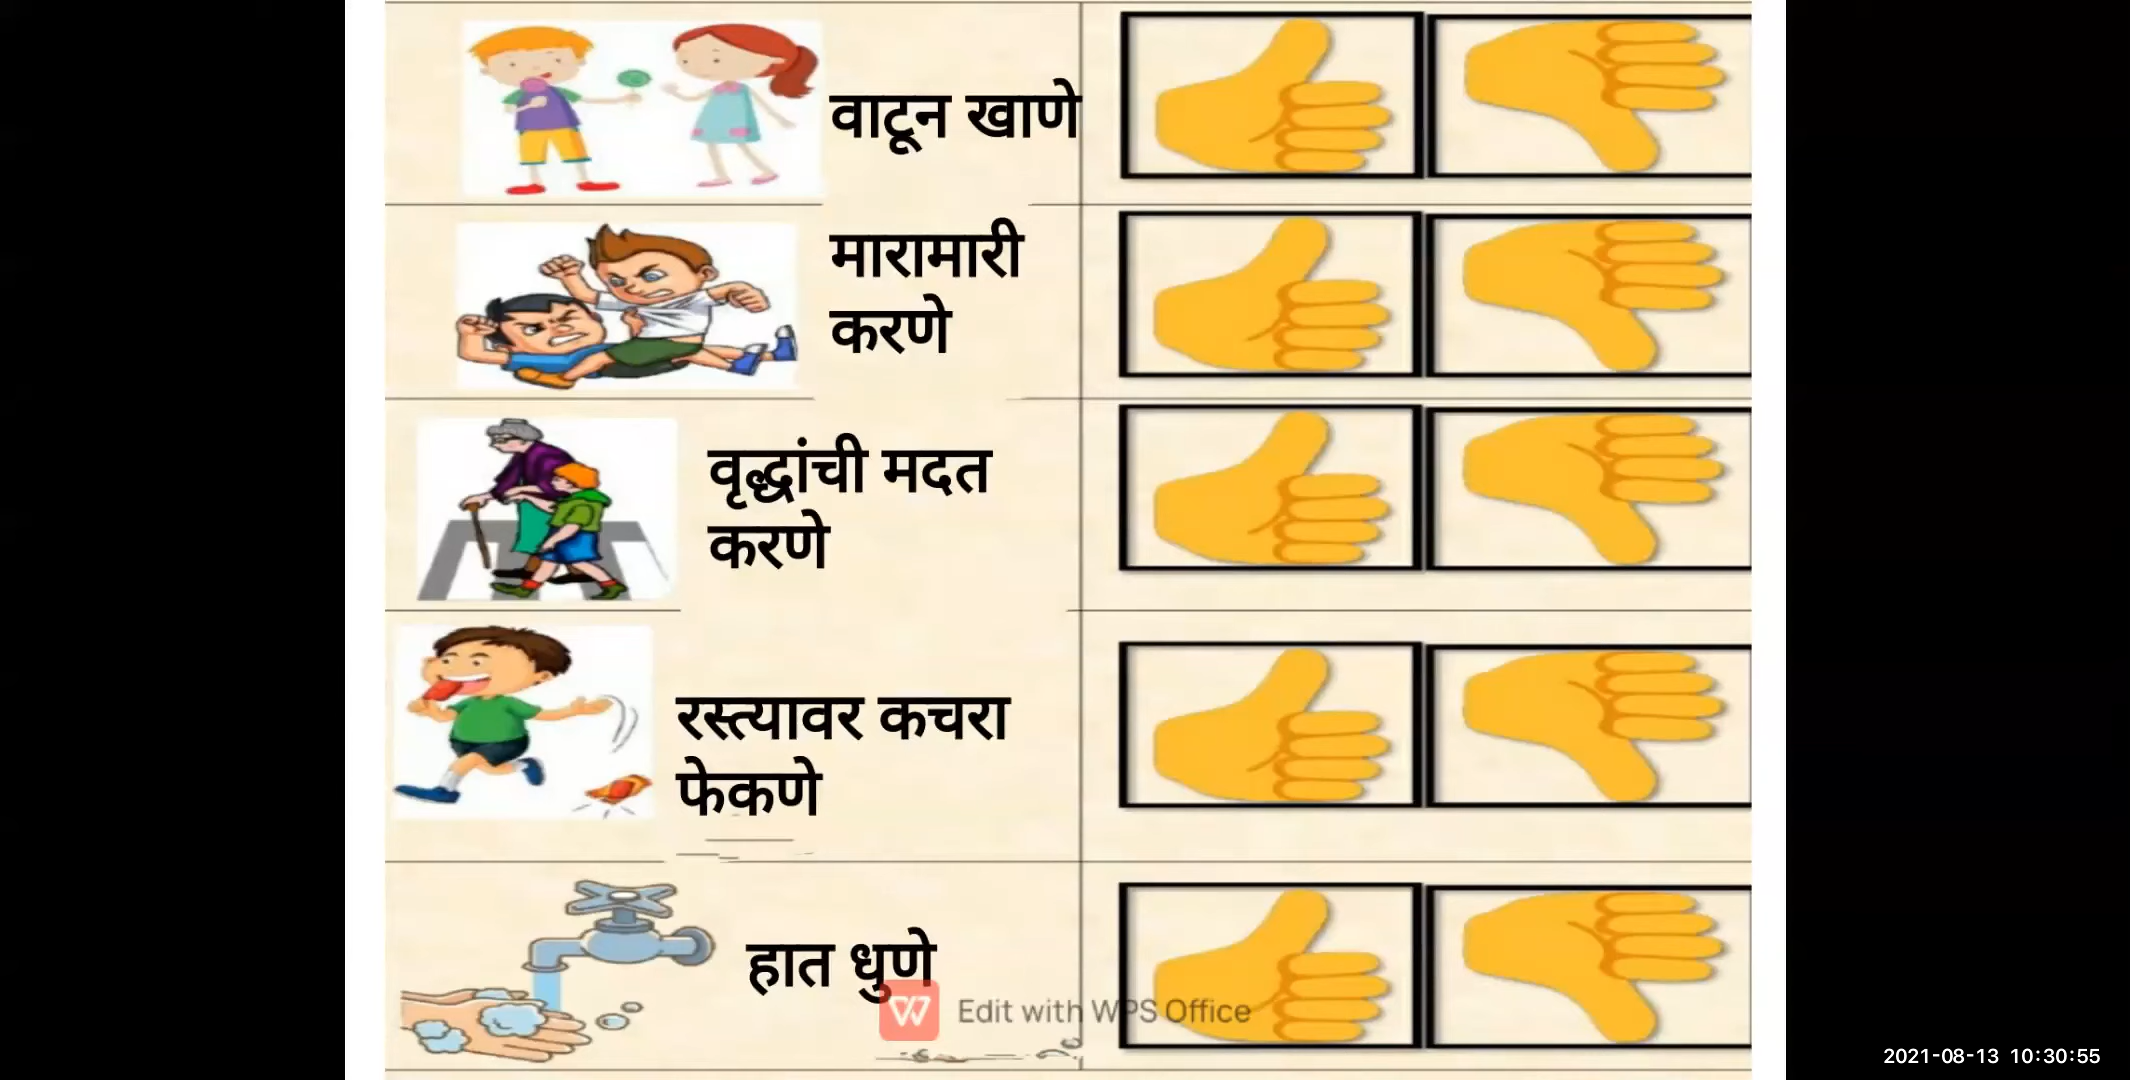 वाटून खाणे
मारामारी
करणे
वृद्धांची मदत
करणे
रस्त्यावर कचरा
फेकणे
हात धुणे
Edit with WPS Office
2021-08-13 10:30:55